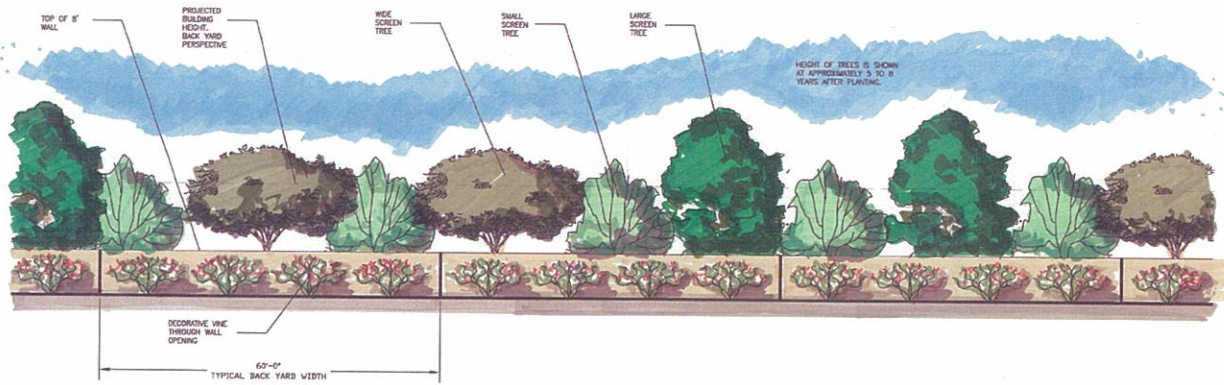 TOP OF 8'
WALL
PROJECTED
BUILDING
HEIGHT.
BACK YARD
PERSPECTIVE
WIDE
SCREEN
TREE
SMALL
SCREEN
TREE
LARGE
SCREEN
TREE
HEIGHT OF TREES IS SHOWN
AT APPROXIMATELY 5 TO 8
YEARS AFTER PLANTING.
DECORATIVE VINE
THROUGH WALL
OPENING
60'-0"
TYPICAL BACK YARD WIDTH